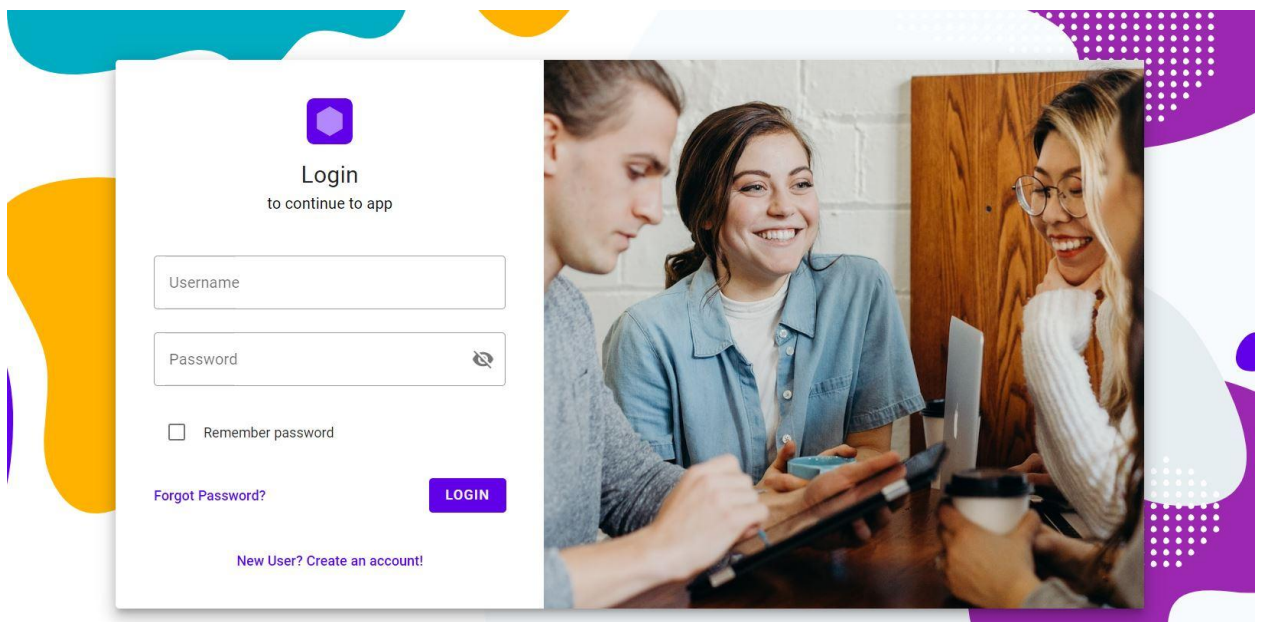 Login
to continue to app
Username
Password
Remember password
Forgot Password?
LOGIN
New User? Create an account!